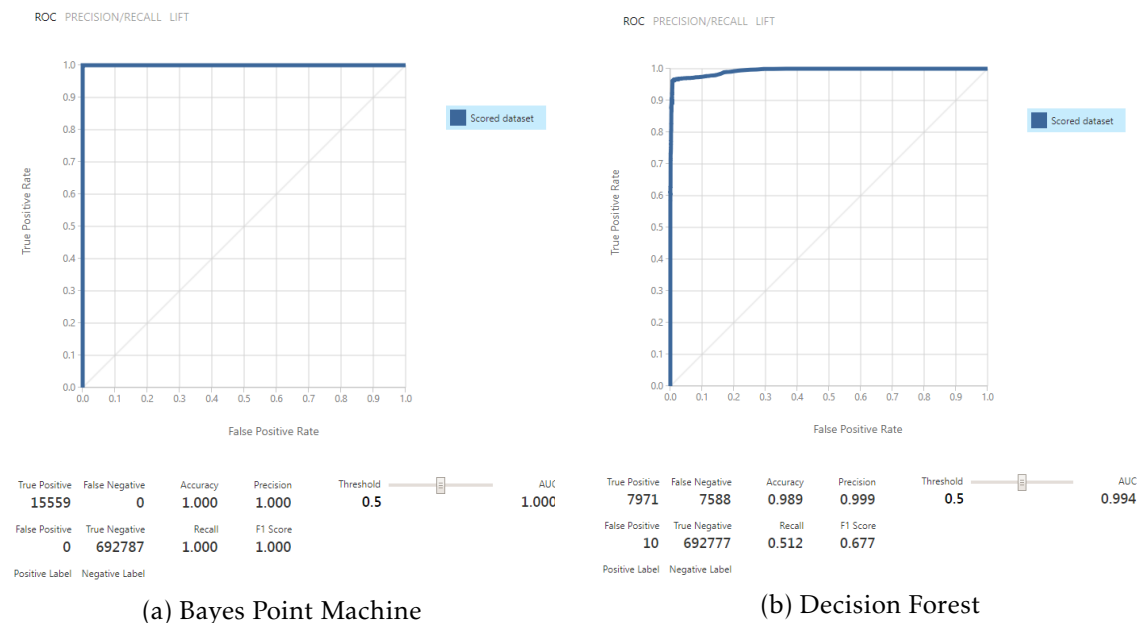 ROC PRECISION/RECALL LIFT
1.0
0.9
0.8
0.7
0.6
0.5
0.4
0.3
0.2
0.1
0.0
True Positive Rate
0.0 0.1 0.2 0.3 0.4 0.5 0.6 0.7 0.8 0.9 1.0
False Positive Rate
Scored dataset
True Positive False Negative Accuracy Precision Threshold AUC
15559 0 1.000 1.000 0.5 1.000
False Positive True Negative Recall F1 Score
0 692787 1.000 1.000
Positive Label Negative Label
(a) Bayes Point Machine
ROC PRECISION/RECALL LIFT
1.0
0.9
0.8
0.7
0.6
0.5
0.4
0.3
0.2
0.1
0.0
True Positive Rate
0.0 0.1 0.2 0.3 0.4 0.5 0.6 0.7 0.8 0.9 1.0
False Positive Rate
Scored dataset
True Positive False Negative Accuracy Precision Threshold AUC
7971 7588 0.989 0.999 0.5 0.994
False Positive True Negative Recall F1 Score
10 692777 0.512 0.677
Positive Label Negative Label
(b) Decision Forest